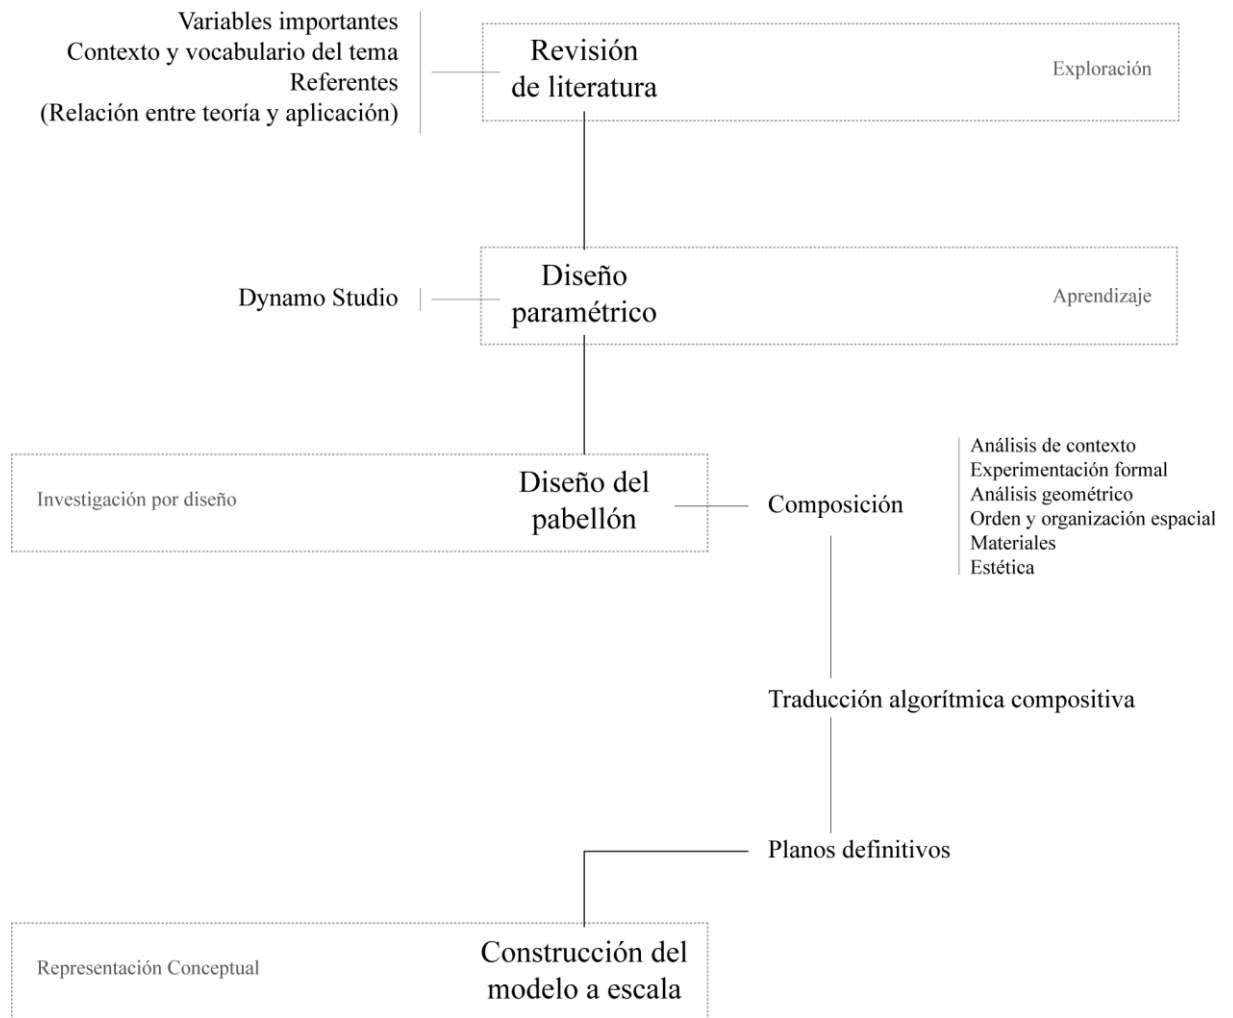 Variables importantes
Contexto y vocabulario del tema
Referentes
(Relación entre teoría y aplicación)
Revisión
de literatura
Exploración
Dynamo Studio
Diseño
paramétrico
Aprendizaje
Investigación por diseño
Diseño del
pabellón
Composición
Análisis de contexto
Experimentación formal
Análisis geométrico
Orden y organización espacial
Materiales
Estética
Traducción algorítmica compositiva
Planos definitivos
Representación Conceptual
Construcción del
modelo a escala